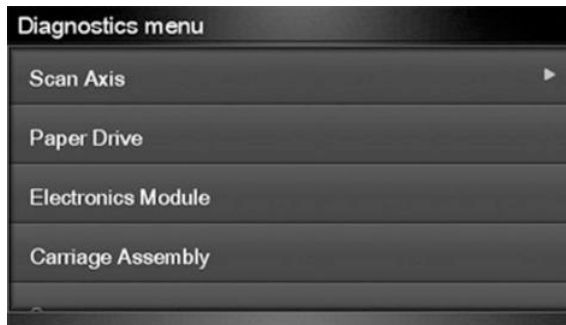 Diagnostics menu
Scan Axis
Paper Drive
Electronics Module
Carriage Assembly